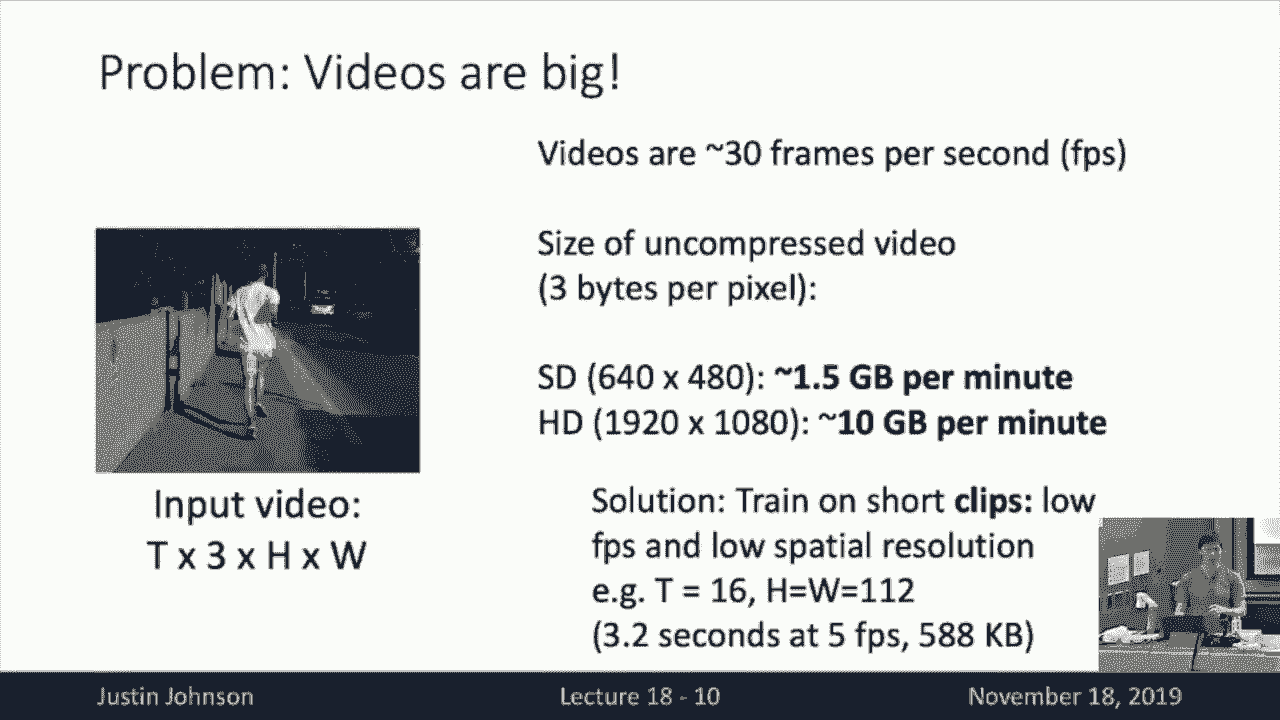 Problem: Videos are big!
Videos are ~30 frames per second (fps)
Size of uncompressed video
(3 bytes per pixel):
SD (640 x 480): ~1.5 GB per minute
HD (1920 x 1080): ~10 GB per minute
Input video:
T x 3 x H x W
Solution: Train on short clips: low
fps and low spatial resolution
e.g. T = 16, H=W=112
(3.2 seconds at 5 fps, 588 KB)
Justin Johnson
Lecture 18 - 10
November 18, 2019